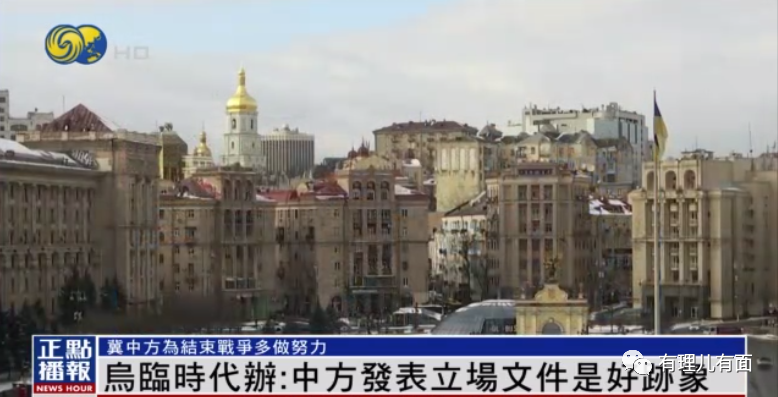 HD
正點
播報
NEWS HOUR
冀中方為結束戰爭多做努力
烏臨時代辦:中方發表立場文件是好跡象
有理儿有面